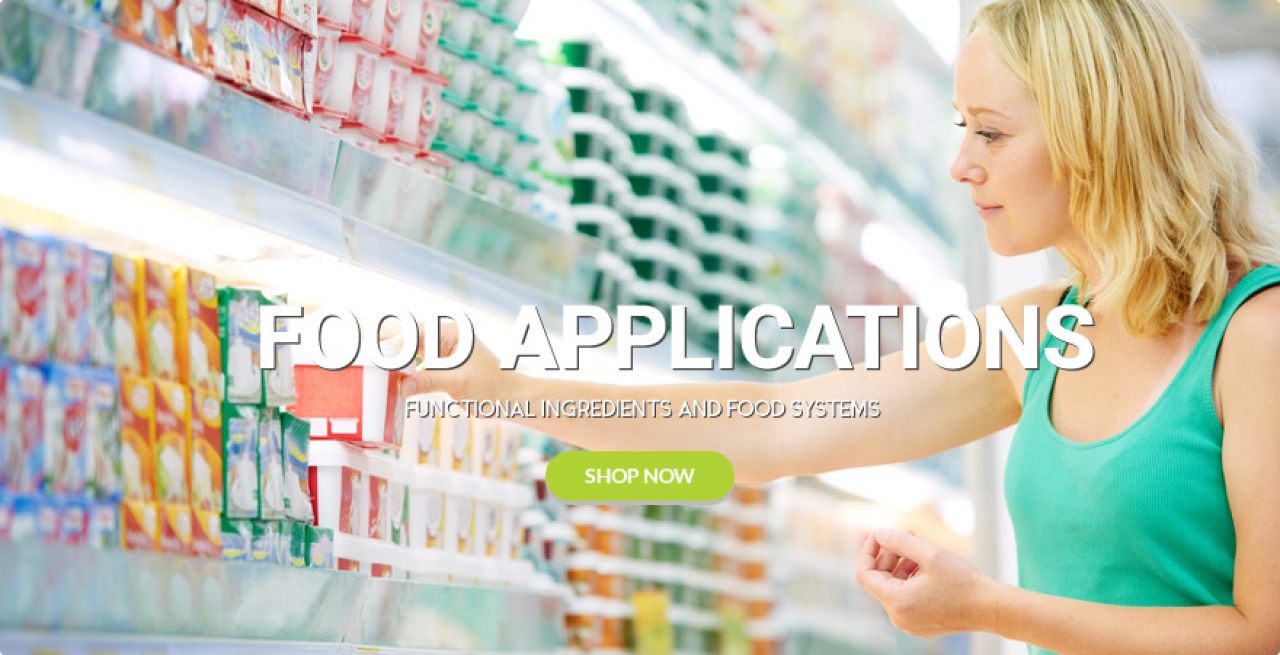 FOOD APPLICATIONS
FUNCTIONAL INGREDIENTS AND FOOD SYSTEMS
SHOP NOW